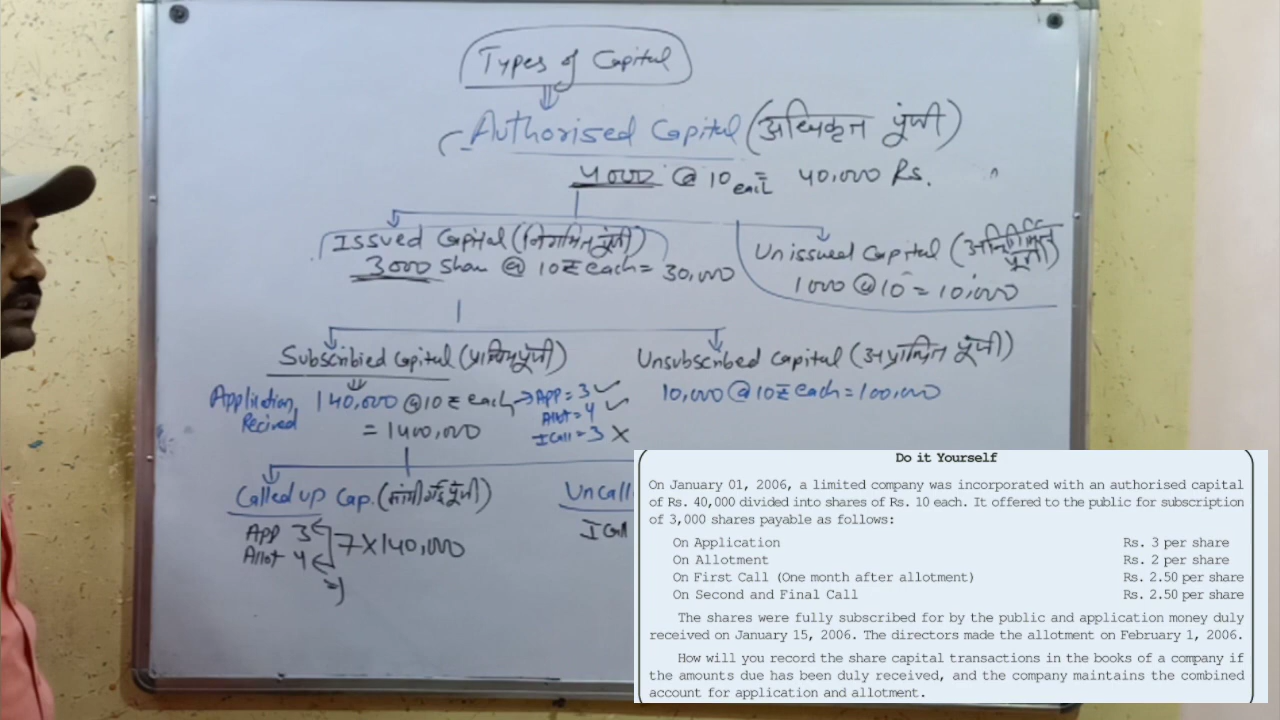 Types of Capital
Authorised Capital (अधिकृत पूंजी)
4000 @ 10 each = 40,000 Rs.
Issued Capital (निर्गमित पूंजी)
3000 Share @ 10₹ each = 30,000
Unissued Capital
1000 @ 10 = 10,000
Subscribied Capital
Unsubscribed Capital
Application Recived
140,000 @ 10₹ each → App = 3 ✓
Allot = 4 ✓
I Call = 3 X
= 1400,000
10,000 @ 10₹ each = 100,000
Called up Cap. (मांगी गई पूंजी)
App 3
Allot 4
7 X 140,000
Uncall
I Call
Do it Yourself
On January 01, 2006, a limited company was incorporated with an authorised capital
of Rs. 40,000 divided into shares of Rs. 10 each. It offered to the public for subscription
of 3,000 shares payable as follows:
On Application Rs. 3 per share
On Allotment Rs. 2 per share
On First Call (One month after allotment) Rs. 2.50 per share
On Second and Final Call Rs. 2.50 per share
The shares were fully subscribed for by the public and application money duly
received on January 15, 2006. The directors made the allotment on February 1, 2006.
How will you record the share capital transactions in the books of a company if
the amounts due has been duly received, and the company maintains the combined
account for application and allotment.